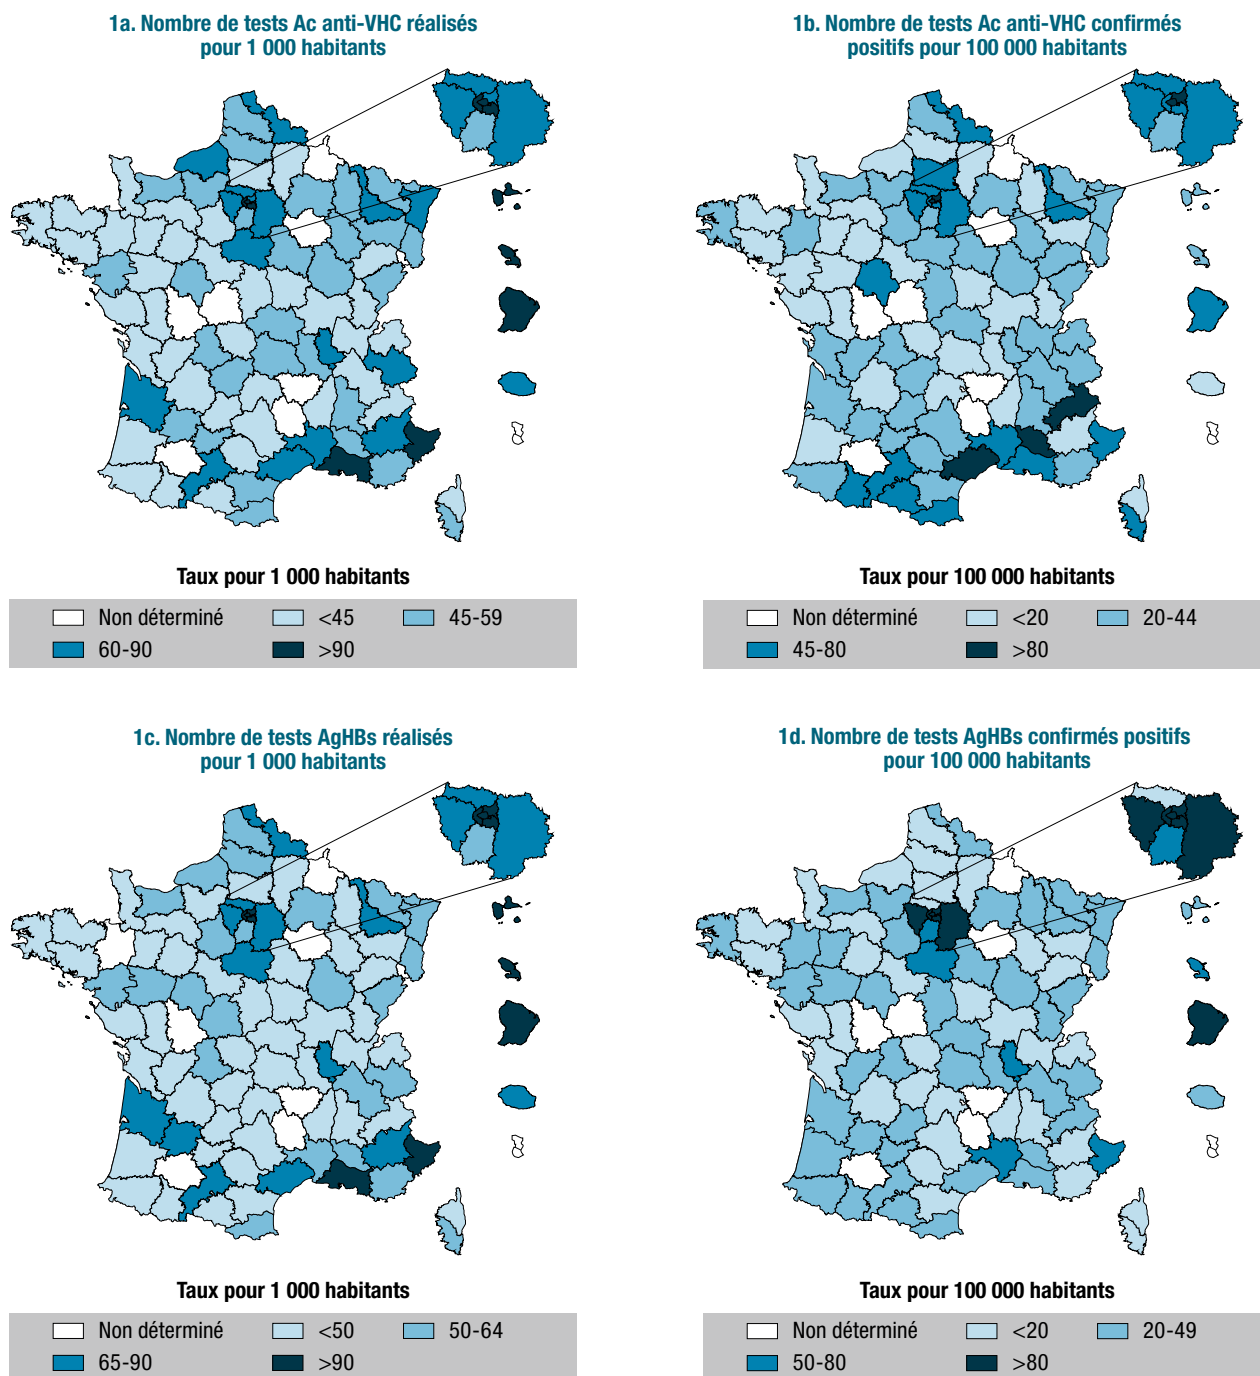 1a. Nombre de tests Ac anti-VHC réalisés
pour 1 000 habitants
1b. Nombre de tests Ac anti-VHC confirmés
positifs pour 100 000 habitants
Taux pour 1 000 habitants
Non déterminé
<45
45-59
60-90
>90
Taux pour 100 000 habitants
Non déterminé
<20
20-44
45-80
>80
1c. Nombre de tests AgHBs réalisés
pour 1 000 habitants
1d. Nombre de tests AgHBs confirmés positifs
pour 100 000 habitants
Taux pour 1 000 habitants
Non déterminé
<50
50-64
65-90
>90
Taux pour 100 000 habitants
Non déterminé
<20
20-49
50-80
>80